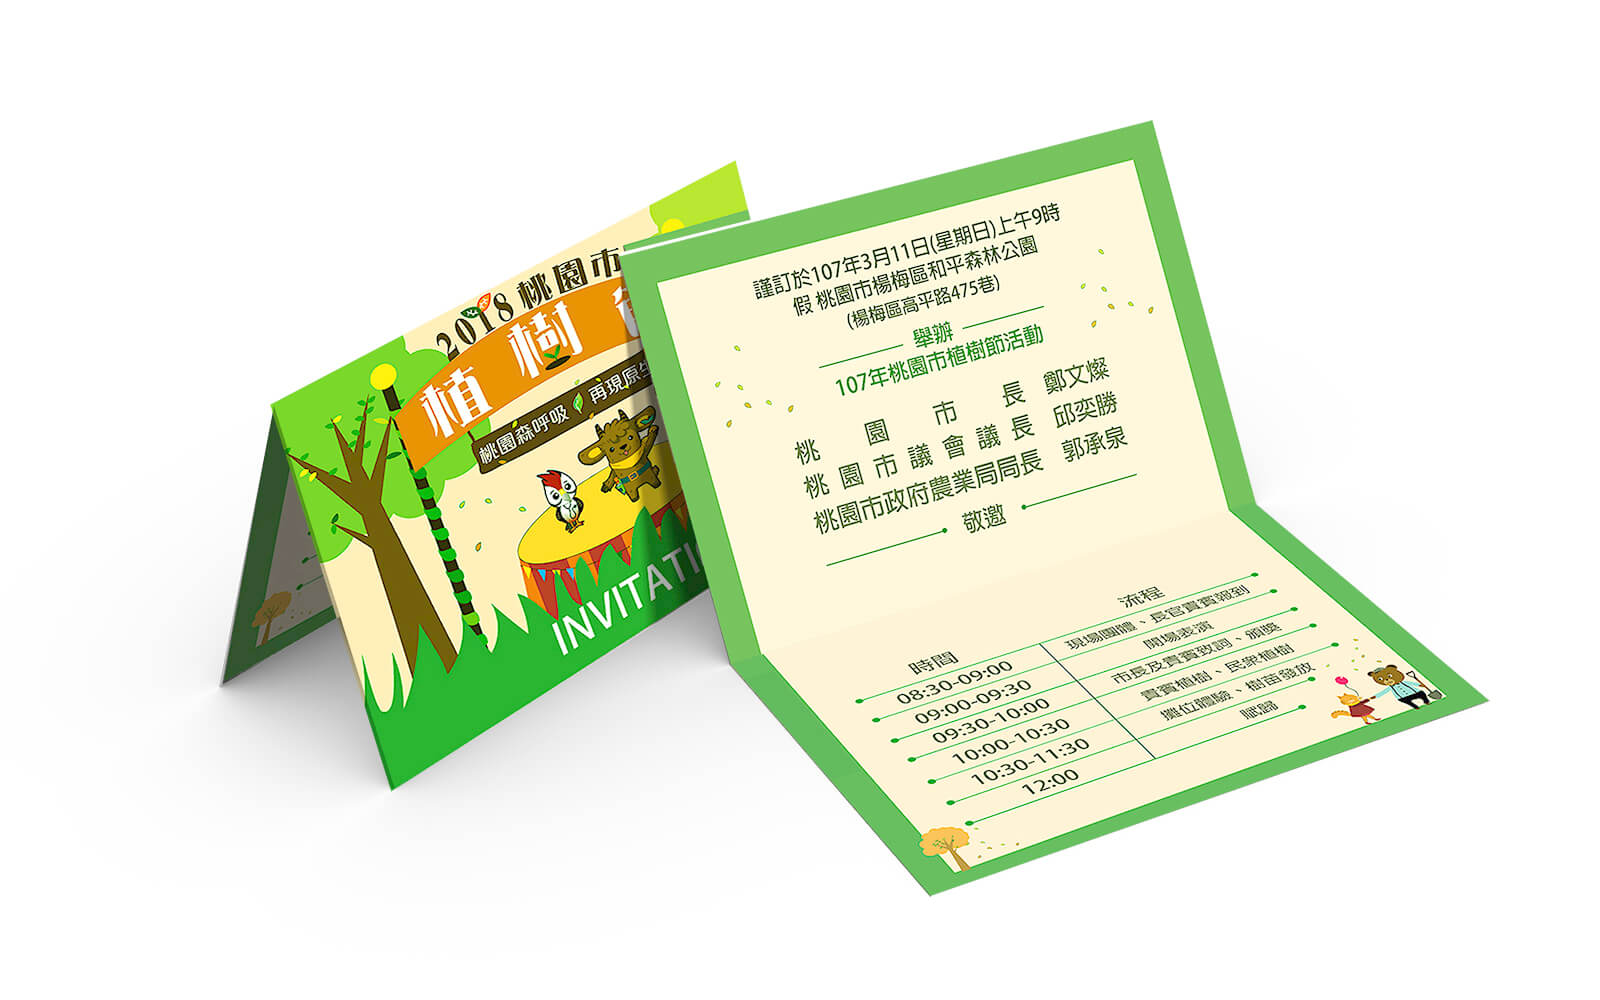 2018桃園市
植樹
桃園森呼吸 再現原生
INVITATI
謹訂於107年3月11日(星期日)上午9時
假 桃園市楊梅區和平森林公園
(楊梅區高平路475巷)
舉辦
107年桃園市植樹節活動
桃園市長 鄭文燦
桃園市議會議長 邱奕勝
桃園市政府農業局局長 郭承泉
敬邀
時間 流程
08:30-09:00 現場團體、長官貴賓報到
09:00-09:30 開場表演
09:30-10:00 市長及貴賓致詞、頒獎
10:00-10:30 貴賓植樹、民衆植樹
10:30-11:30 攤位體驗、樹苗發放
12:00 賦歸